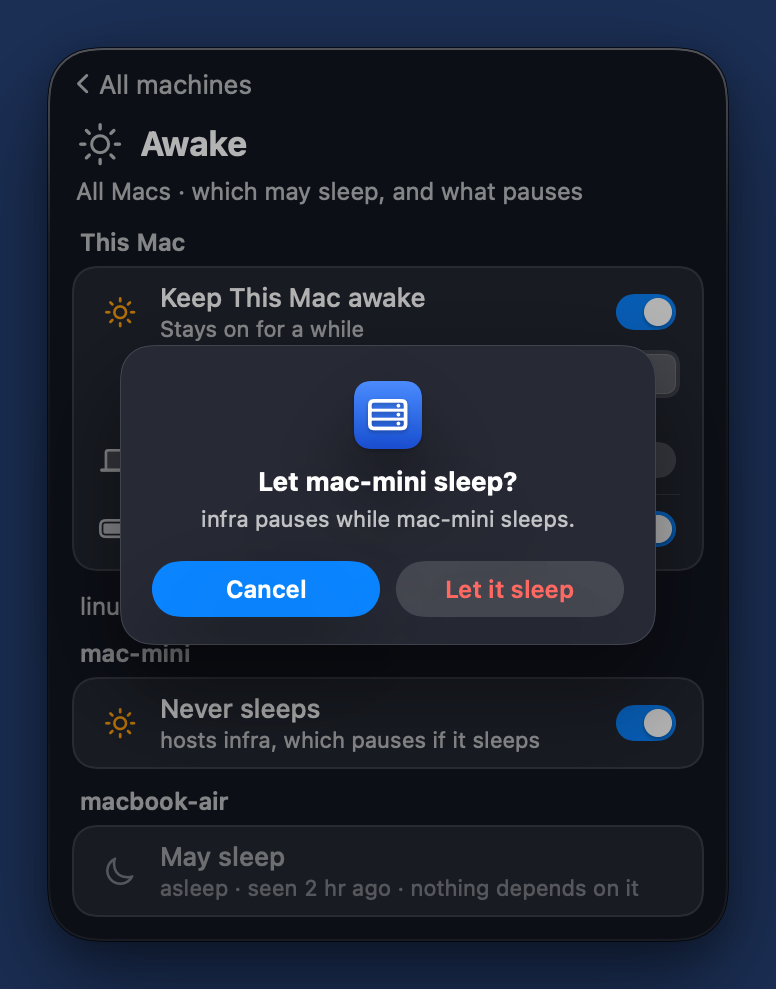 All machines
Awake
All Macs · which may sleep, and what pauses
This Mac
Keep This Mac awake
Stays on for a while
Let mac-mini sleep?
infra pauses while mac-mini sleeps.
Cancel
Let it sleep
mac-mini
Never sleeps
hosts infra, which pauses if it sleeps
macbook-air
May sleep
asleep · seen 2 hr ago · nothing depends on it